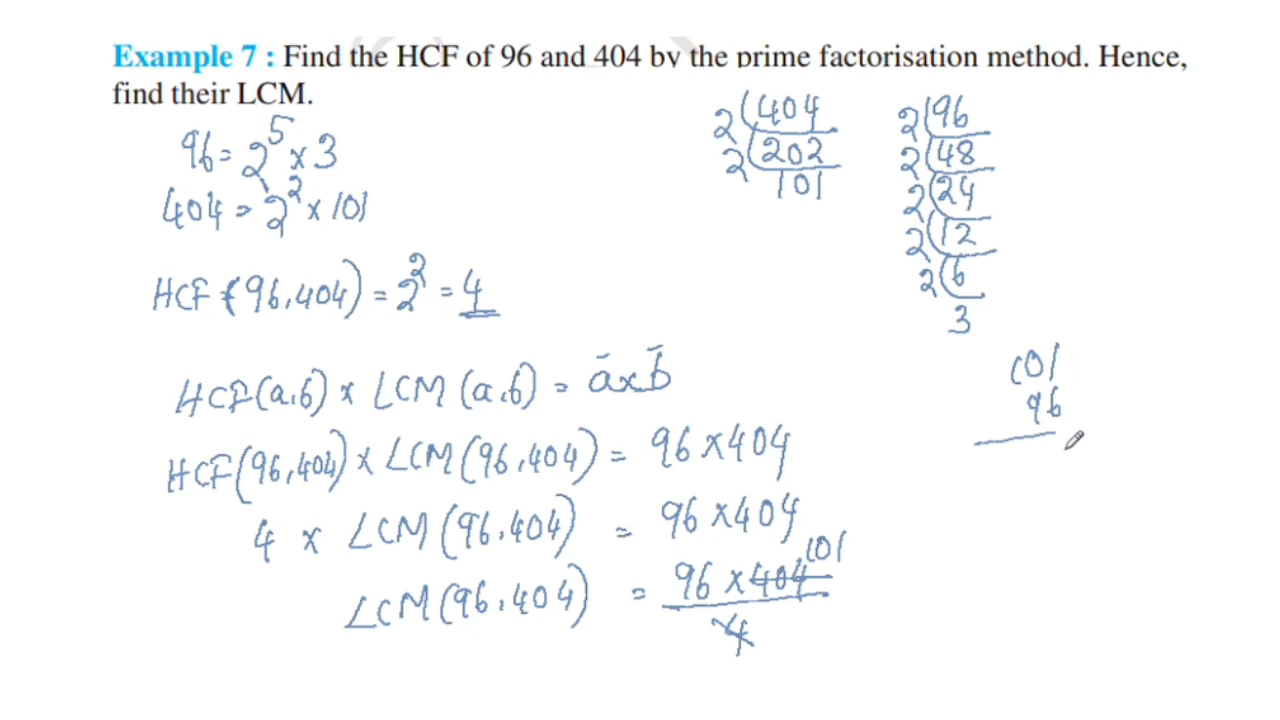 Example 7 : Find the HCF of 96 and 404 by the prime factorisation method. Hence,
find their LCM.
96 = 2^5 × 3
404 = 2^2 × 101
HCF (96, 404) = 2^2 = 4
HCF(a, b) × LCM (a, b) = a × b
HCF(96, 404) × LCM (96, 404) = 96 × 404
4 × LCM (96, 404) = 96 × 404
LCM (96, 404) = 96 × 404 101
4
2 404
2 202
101
2 96
2 48
2 24
2 12
2 6
3
101
96